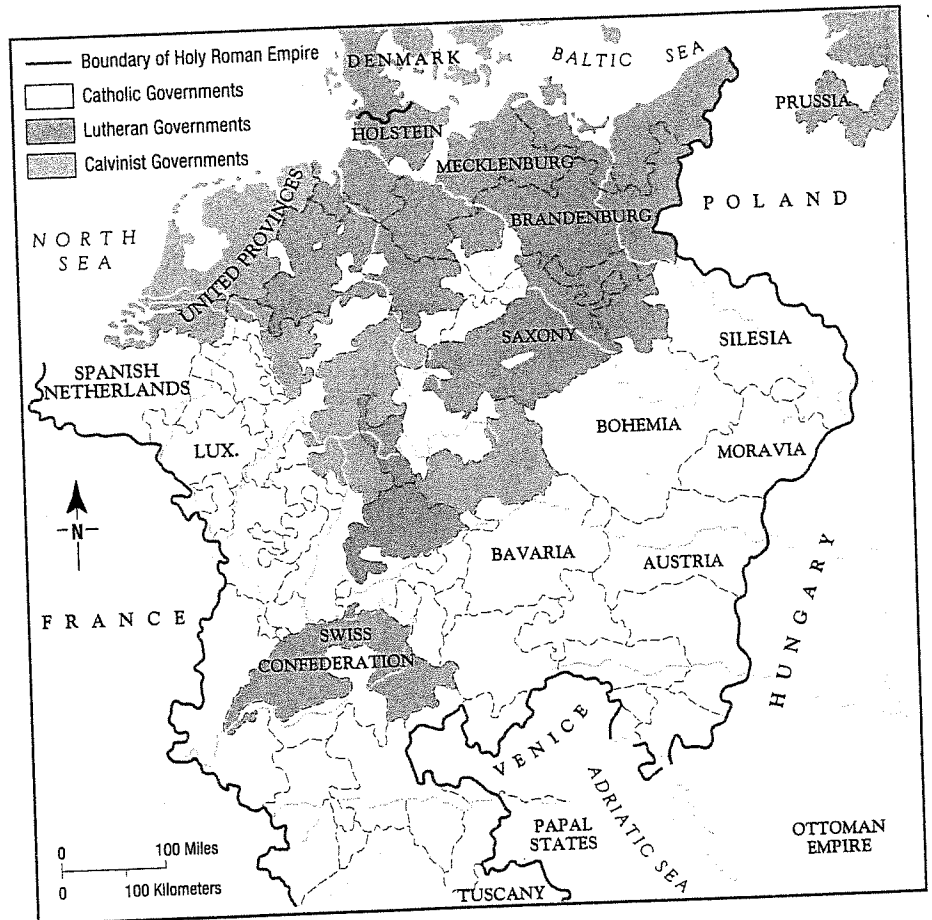 Boundary of Holy Roman Empire
Catholic Governments
Lutheran Governments
Calvinist Governments
DENMARK
BALTIC SEA
PRUSSIA
HOLSTEIN
MECKLENBURG
POLAND
BRANDENBURG
NORTH
SEA
UNITED PROVINCES
SAXONY
SILESIA
SPANISH
NETHERLANDS
BOHEMIA
LUX.
MORAVIA
N
BAVARIA
AUSTRIA
FRANCE
HUNGARY
SWISS
CONFEDERATION
VENICE
ADRIATIC SEA
PAPAL
STATES
OTTOMAN
EMPIRE
TUSCANY
0 100 Miles
0 100 Kilometers